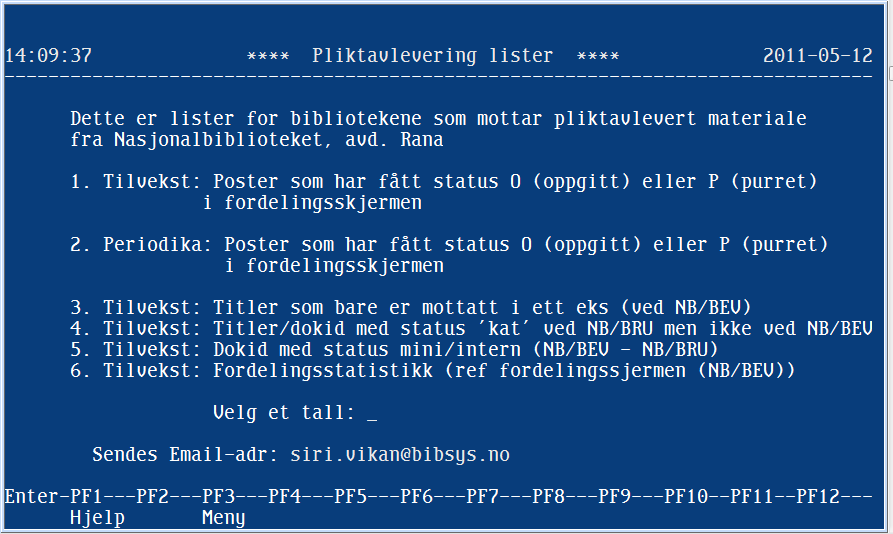 14:09:37 **** Pliktavlevering lister **** 2011-05-12
-------------------------------------------------------------------------------
Dette er lister for bibliotekene som mottar pliktavlevert materiale
fra Nasjonalbiblioteket, avd. Rana
1. Tilvekst: Poster som har fått status O (oppgitt) eller P (purret)
i fordelingsskjermen
2. Periodika: Poster som har fått status O (oppgitt) eller P (purret)
i fordelingsskjermen
3. Tilvekst: Titler som bare er mottatt i ett eks (ved NB/BEV)
4. Tilvekst: Titler/dokid med status ´kat´ ved NB/BRU men ikke ved NB/BEV
5. Tilvekst: Dokid med status mini/intern (NB/BEV - NB/BRU)
6. Tilvekst: Fordelingsstatistikk (ref fordelingssjermen (NB/BEV))
Velg et tall: _
Sendes Email-adr: siri.vikan@bibsys.no
Enter-PF1---PF2---PF3---PF4---PF5---PF6---PF7---PF8---PF9---PF10--PF11--PF12---
Hjelp Meny